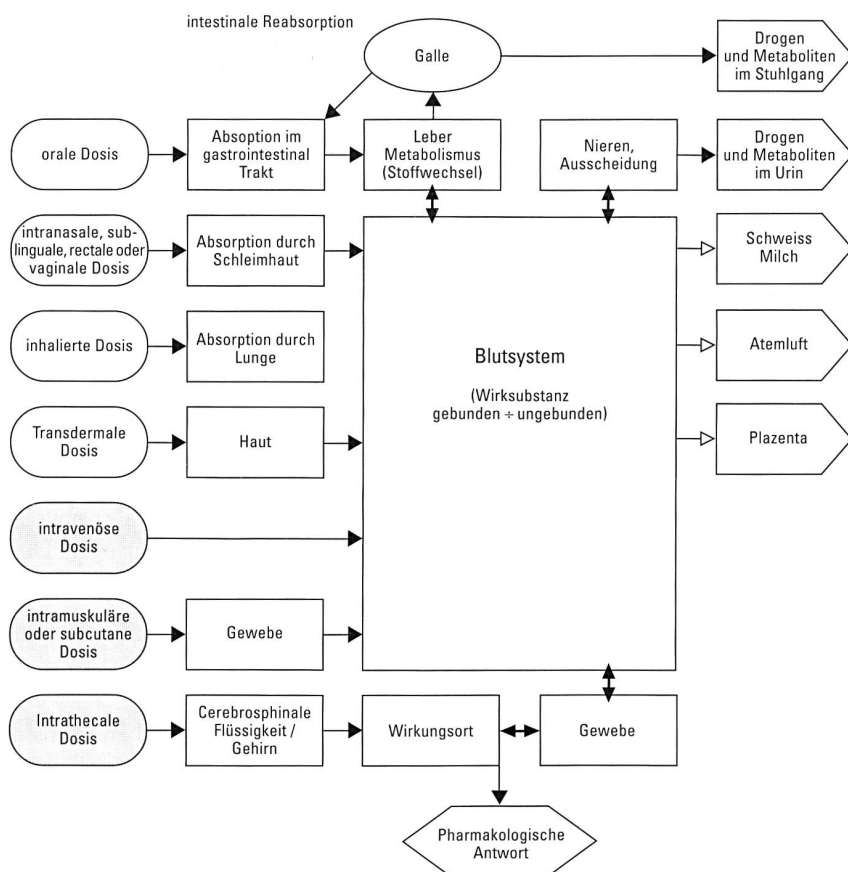 intestinale Reabsorption
Galle
Drogen
und Metaboliten
im Stuhlgang
orale Dosis
Absoption im
gastrointestinal
Trakt
Leber
Metabolismus
(Stoffwechsel)
Nieren,
Ausscheidung
Drogen
und Metaboliten
im Urin
intranasale, sub-
linguale, rektale oder
vaginale Dosis
Absorption durch
Schleimhaut
Schweiss
Milch
inhalierte Dosis
Absorption durch
Lunge
Blutsystem
(Wirksubstanz
gebunden ÷ ungebunden)
Atemluft
Transdermale
Dosis
Haut
Plazenta
intravenöse
Dosis
intramuskuläre
oder subcutane
Dosis
Gewebe
Intrathecale
Dosis
Cerebrosphinale
Flüssigkeit /
Gehirn
Wirkungsort
Gewebe
Pharmakologische
Antwort